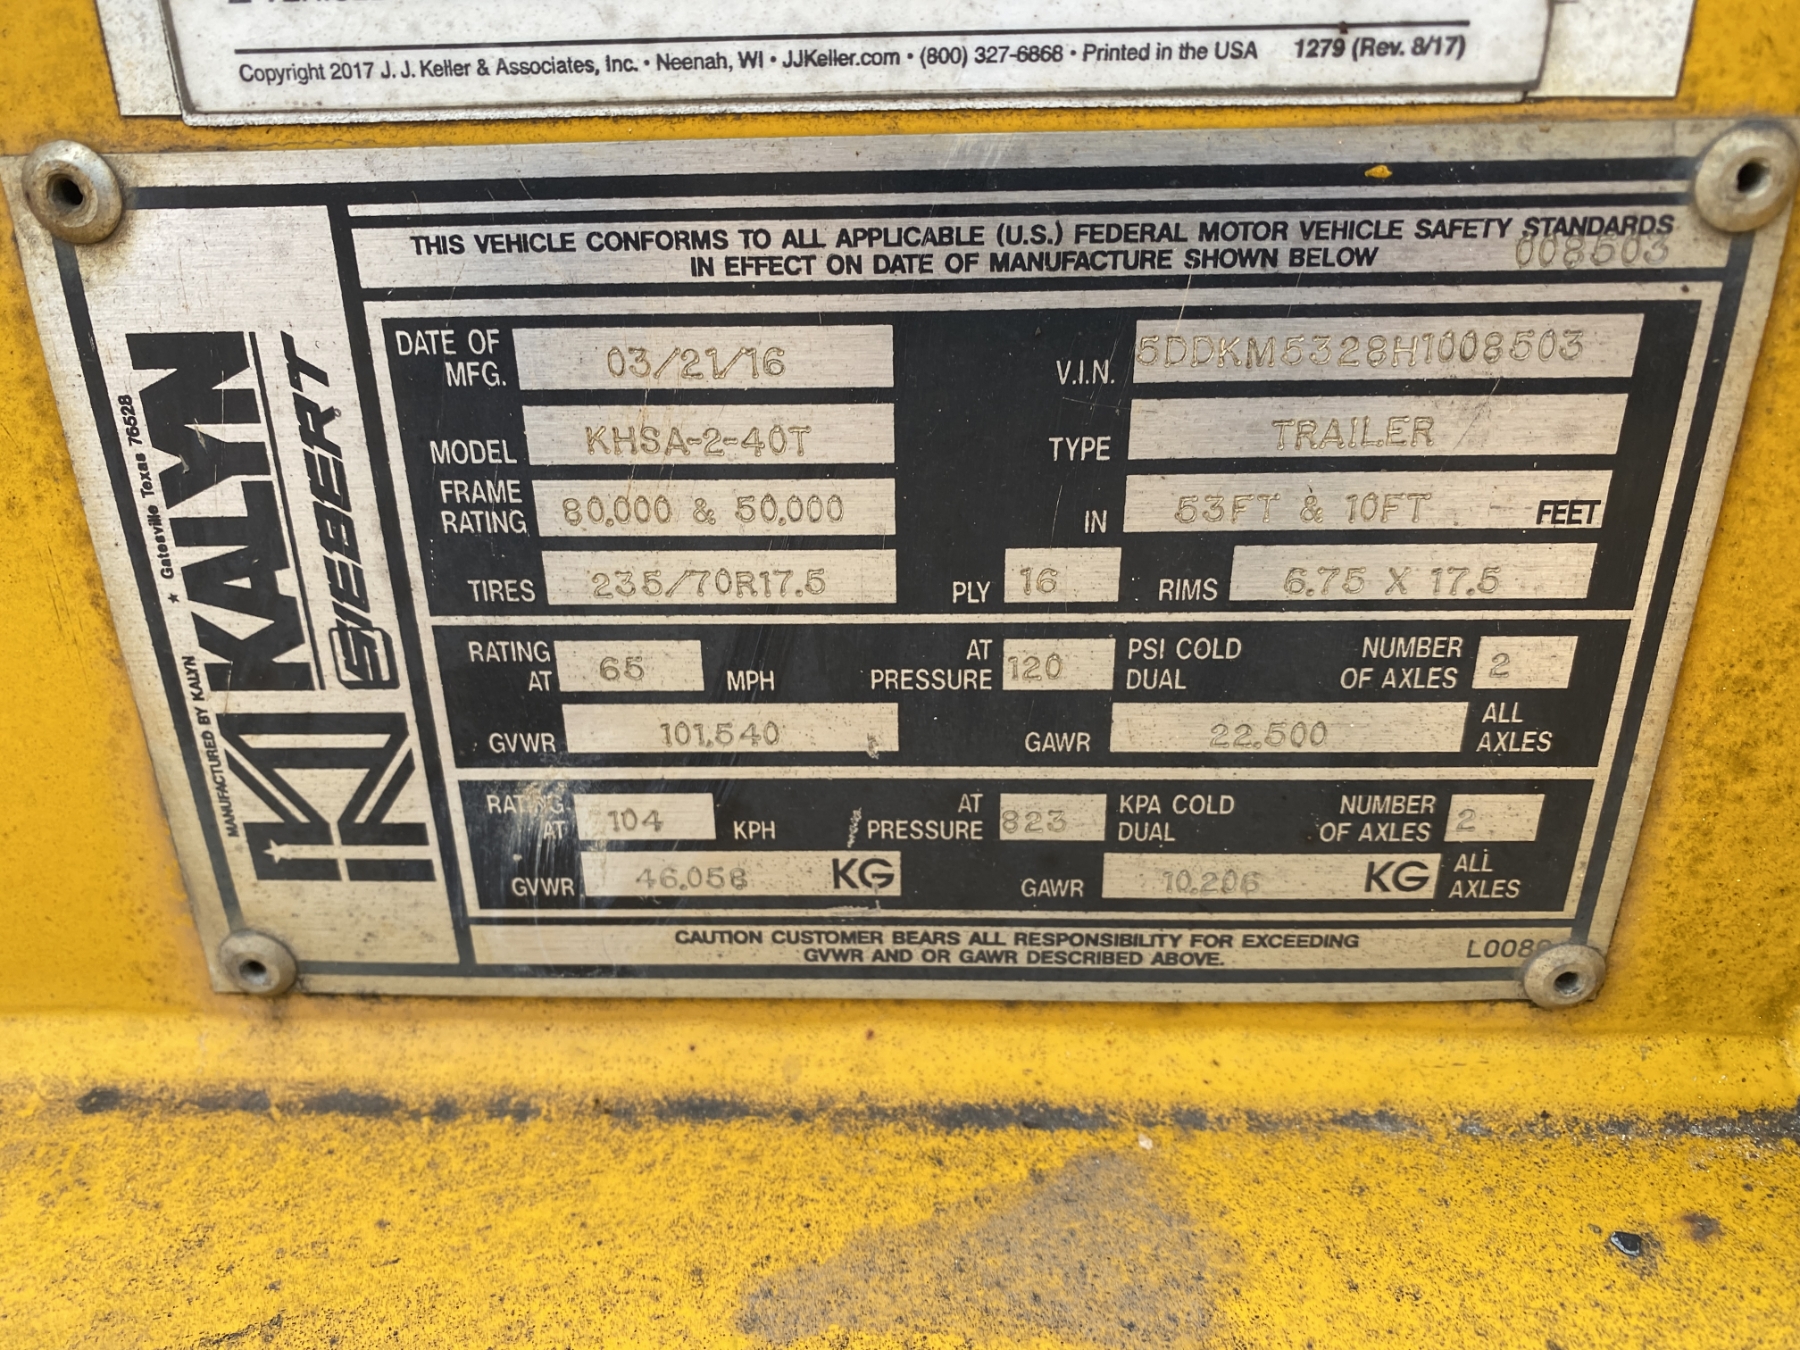 Copyright 2017 J. J. Keller & Associates, Inc. • Neenah, WI • JJKeller.com • (800) 327-6868 • Printed in the USA 1279 (Rev. 8/17)
THIS VEHICLE CONFORMS TO ALL APPLICABLE (U.S.) FEDERAL MOTOR VEHICLE SAFETY STANDARDS
IN EFFECT ON DATE OF MANUFACTURE SHOWN BELOW
008503
MANUFACTURED BY KALYN ★ Gatesville Texas 76528
KALYN
SIEBERT
DATE OF MFG. 03/21/16 V.I.N. 5DDKM5328H1008503
MODEL KHSA-2-40T TYPE TRAILER
FRAME RATING 80,000 & 50,000 IN 53FT & 10FT FEET
TIRES 235/70R17.5 PLY 16 RIMS 6.75 X 17.5
RATING AT 65 MPH AT PRESSURE 120 PSI COLD DUAL NUMBER OF AXLES 2
GVWR 101,540 GAWR 22,500 ALL AXLES
RATING AT 104 KPH AT PRESSURE 823 KPA COLD DUAL NUMBER OF AXLES 2
GVWR 46,058 KG GAWR 10,206 KG ALL AXLES
CAUTION CUSTOMER BEARS ALL RESPONSIBILITY FOR EXCEEDING
GVWR AND OR GAWR DESCRIBED ABOVE.